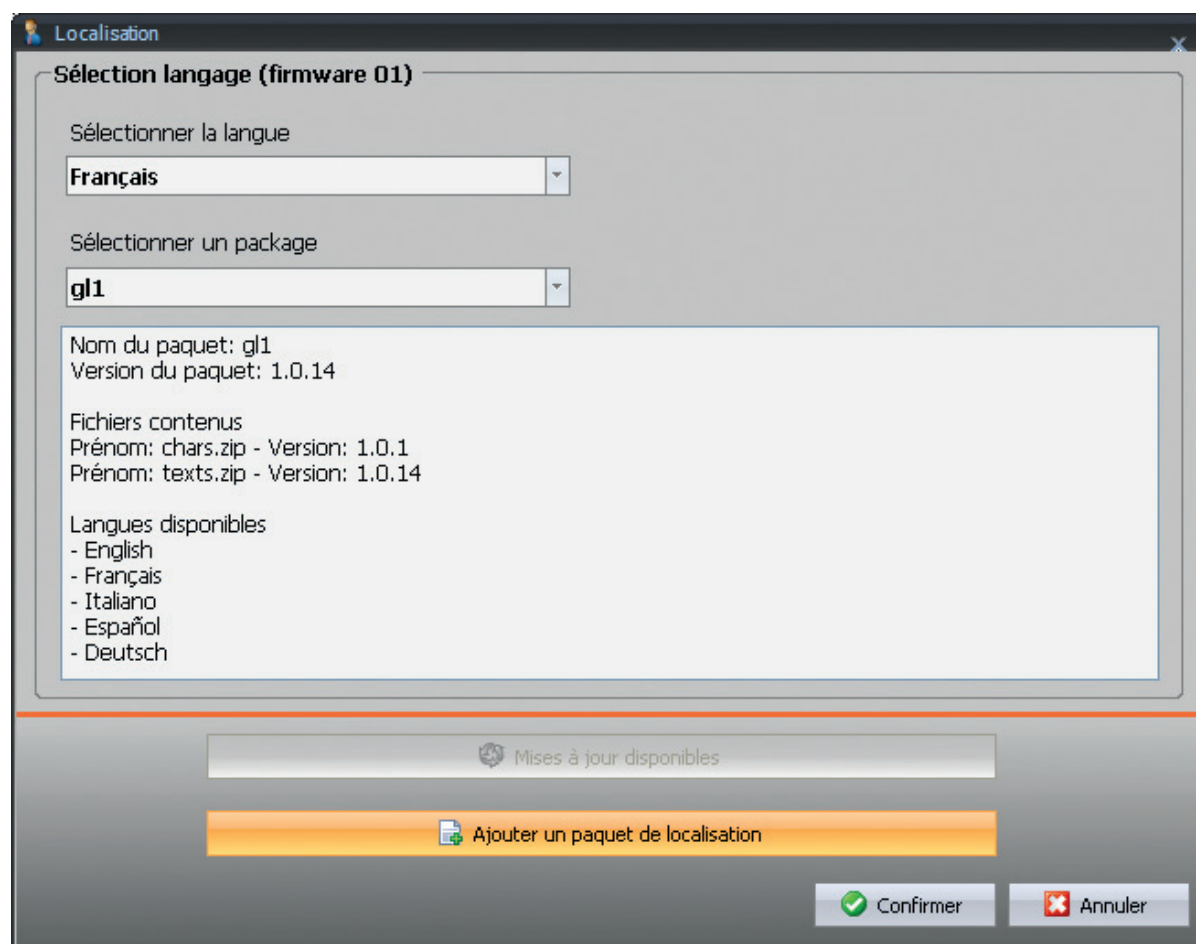 Localisation
Sélection langage (firmware 01)
Sélectionner la langue
Français
Sélectionner un package
gl1
Nom du paquet: gl1
Version du paquet: 1.0.14
Fichiers contenus
Prénom: chars.zip - Version: 1.0.1
Prénom: texts.zip - Version: 1.0.14
Langues disponibles
- English
- Français
- Italiano
- Español
- Deutsch
Mises à jour disponibles
Ajouter un paquet de localisation
Confirmer
Annuler